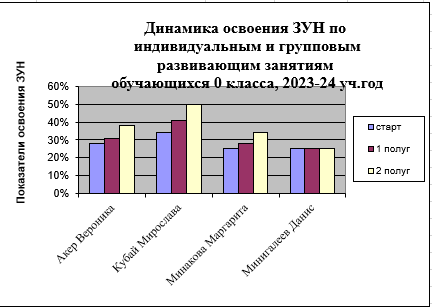 Динамика освоения ЗУН по
индивидуальным и групповым
развивающим занятиям
обучающихся 0 класса, 2023-24 уч.год
Показатели освоения ЗУН
60%
50%
40%
30%
20%
10%
0%
Акер Вероника
Кубай Мирослава
Минакова Маргарита
Минигалеев Данис
старт
1 полуг
2 полуг